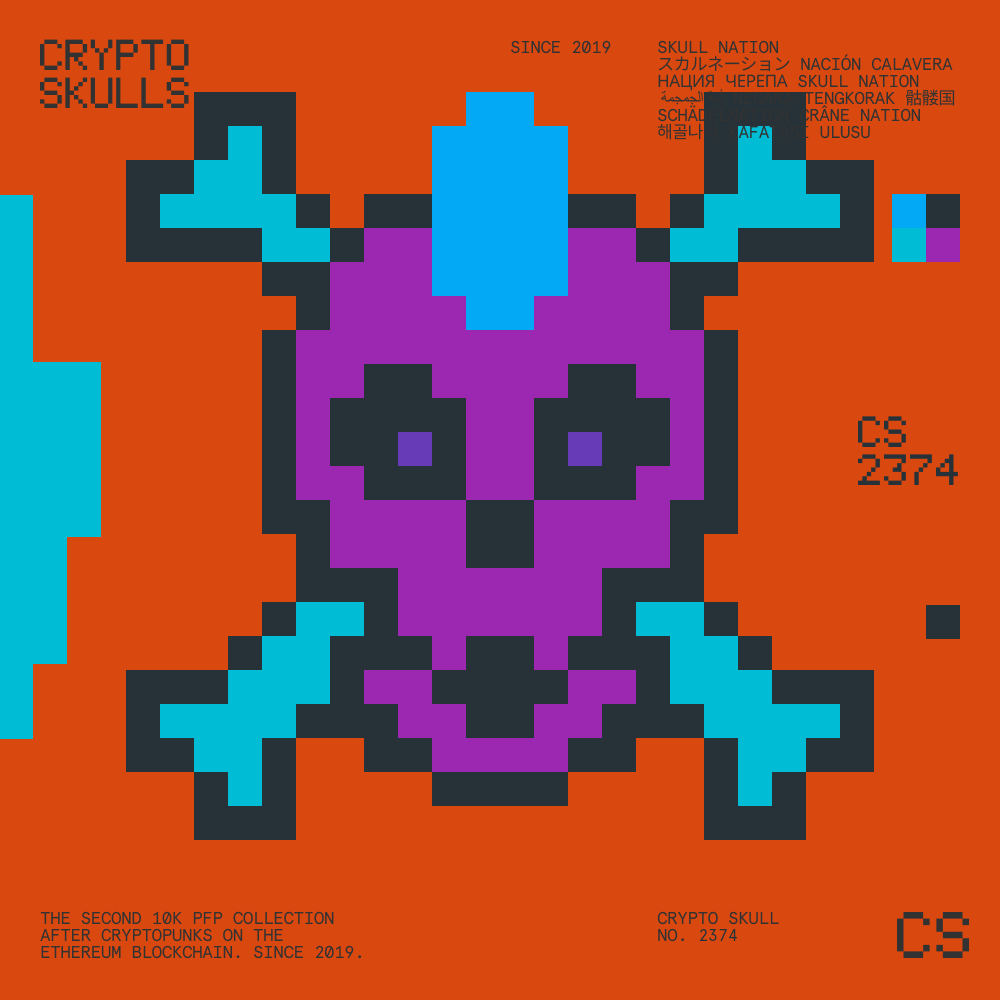 CRYPTO
SKULLS
SINCE 2019
SKULL NATION
スカルネーション NACIÓN CALAVERA
НАЦИЯ ЧЕРЕПА SKULL NATION
الجمجمة TENGKORAK 骷髅国
CRÂNE NATION
해골 ULUSU
CS
2374
THE SECOND 10K PFP COLLECTION
AFTER CRYPTOPUNKS ON THE
ETHEREUM BLOCKCHAIN. SINCE 2019.
CRYPTO SKULL
NO. 2374
CS